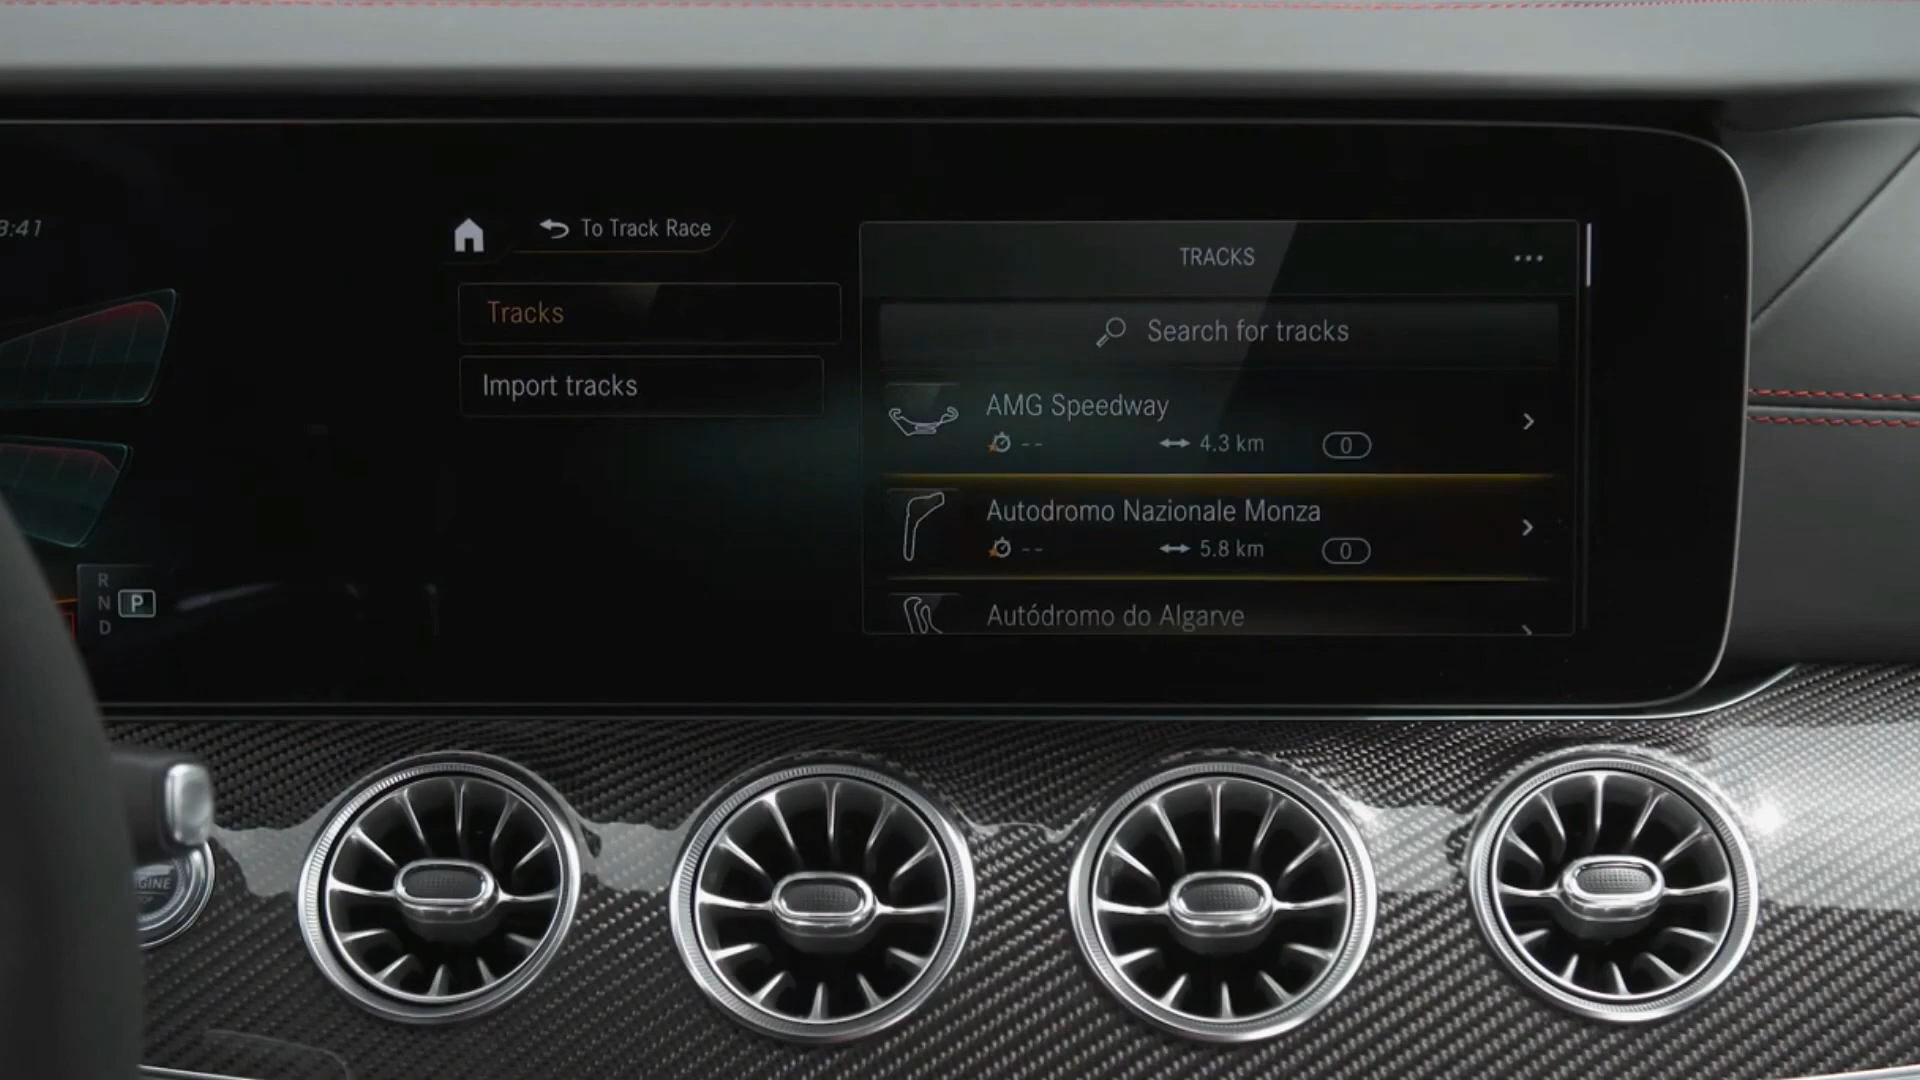 3:41
To Track Race
Tracks
Import tracks
TRACKS
Search for tracks
AMG Speedway
-- 4.3 km 0
Autodromo Nazionale Monza
-- 5.8 km 0
Autódromo do Algarve
R
N P
D
GINE